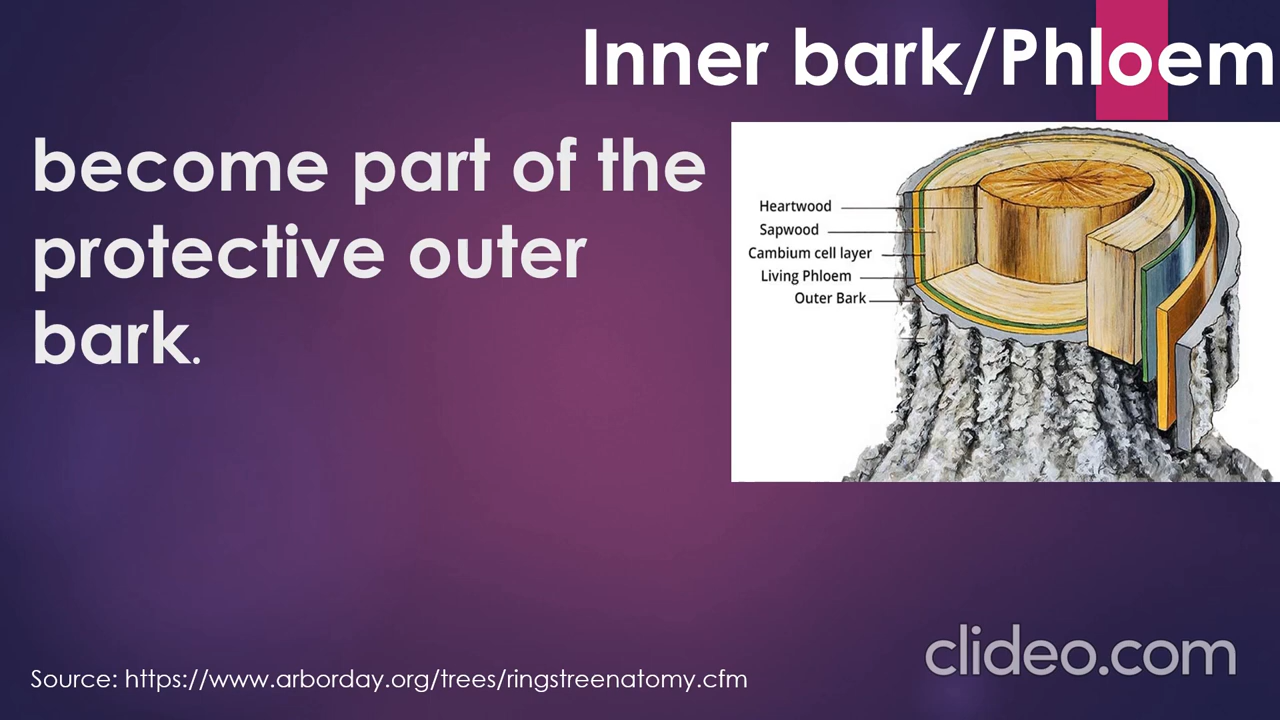 Inner bark/Phloem
become part of the
protective outer
bark.
Heartwood
Sapwood
Cambium cell layer
Living Phloem
Outer Bark
Source: https://www.arborday.org/trees/ringstreenatomy.cfm
clideo.com